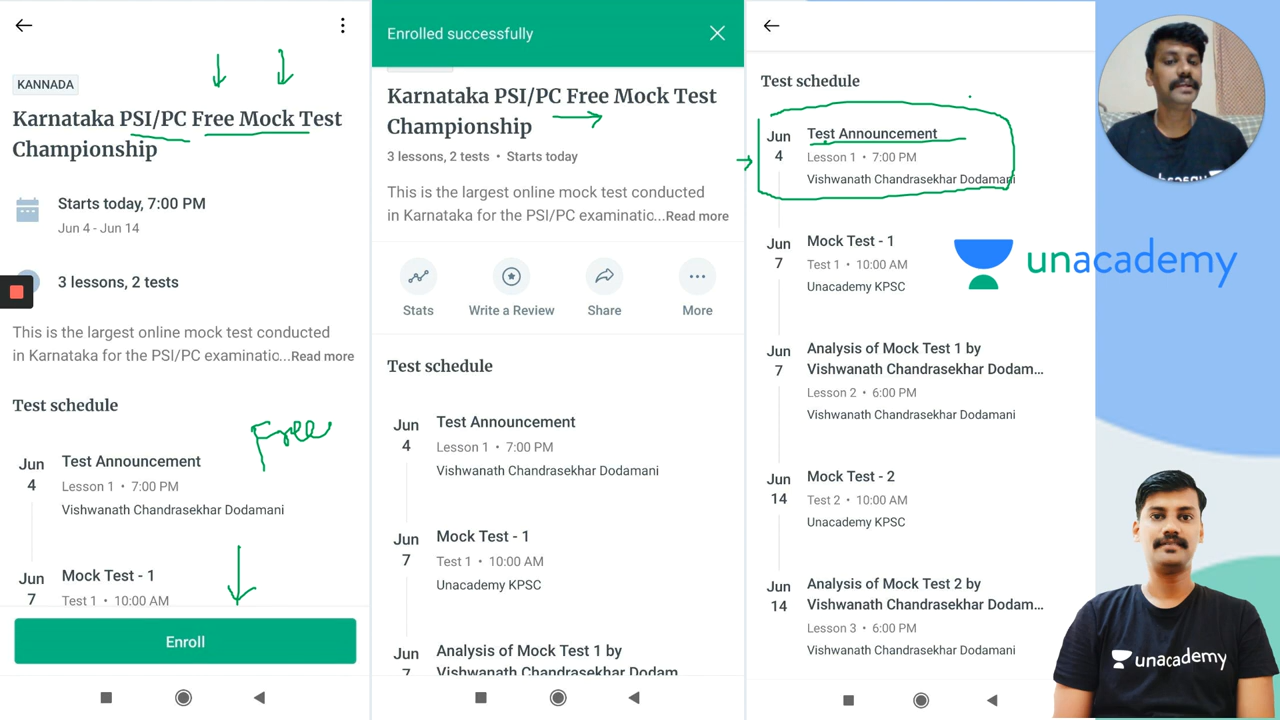 KANNADA
Karnataka PSI/PC Free Mock Test
Championship
Starts today, 7:00 PM
Jun 4 - Jun 14
3 lessons, 2 tests
This is the largest online mock test conducted
in Karnataka for the PSI/PC examinatic...Read more
Test schedule
Free
Jun
4
Test Announcement
Lesson 1 • 7:00 PM
Vishwanath Chandrasekhar Dodamani
Jun
7
Mock Test - 1
Test 1 • 10:00 AM
Enroll
Enrolled successfully
Karnataka PSI/PC Free Mock Test
Championship
3 lessons, 2 tests • Starts today
This is the largest online mock test conducted
in Karnataka for the PSI/PC examinatic...Read more
Stats
Write a Review
Share
More
Test schedule
Jun
4
Test Announcement
Lesson 1 • 7:00 PM
Vishwanath Chandrasekhar Dodamani
Jun
7
Mock Test - 1
Test 1 • 10:00 AM
Unacademy KPSC
Jun
7
Analysis of Mock Test 1 by
Vishwanath Chandrasekhar Dodam
Test schedule
Jun
4
Test Announcement
Lesson 1 • 7:00 PM
Vishwanath Chandrasekhar Dodamani
Jun
7
Mock Test - 1
Test 1 • 10:00 AM
Unacademy KPSC
Jun
7
Analysis of Mock Test 1 by
Vishwanath Chandrasekhar Dodam...
Lesson 2 • 6:00 PM
Vishwanath Chandrasekhar Dodamani
Jun
14
Mock Test - 2
Test 2 • 10:00 AM
Unacademy KPSC
Jun
14
Analysis of Mock Test 2 by
Vishwanath Chandrasekhar Dodam...
Lesson 3 • 6:00 PM
Vishwanath Chandrasekhar Dodamani
unacademy
unacademy